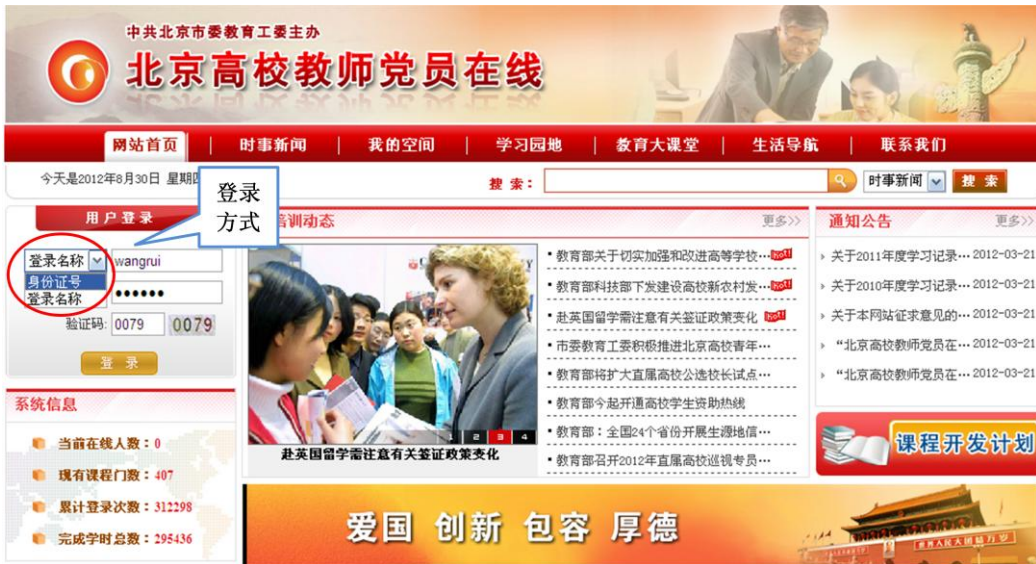 中共北京市委教育工委主办
北京高校教师党员在线
网站首页 | 时事新闻 | 我的空间 | 学习园地 | 教育大课堂 | 生活导航 | 联系我们
今天是2012年8月30日 星期四
搜 索：
时事新闻
搜 索
登录
方式
用户登录
登录名称
wangrui
身份证号
登录名称
••••••
验证码: 0079 0079
登 录
系统信息
当前在线人数：0
现有课程门数：407
累计登录次数：312298
完成学时总数：295436
培训动态
更多>>
1 2 3 4
赴英国留学需注意有关签证政策变化
教育部关于切实加强和改进高等学校… Hot!
教育部科技部下发建设高校新农村发… Hot!
赴英国留学需注意有关签证政策变化 Hot!
市委教育工委积极推进北京高校青年…
教育部将扩大直属高校公选校长试点…
教育部今起开通高校学生资助热线
教育部：全国24个省份开展生源地信…
教育部召开2012年直属高校巡视专员…
通知公告
更多>>
关于2011年度学习记录… 2012-03-21
关于2010年度学习记录… 2012-03-21
关于本网站征求意见的… 2012-03-21
“北京高校教师党员在… 2012-03-21
“北京高校教师党员在… 2012-03-21
课程开发计划
爱国 创新 包容 厚德
世界人民大团结万岁